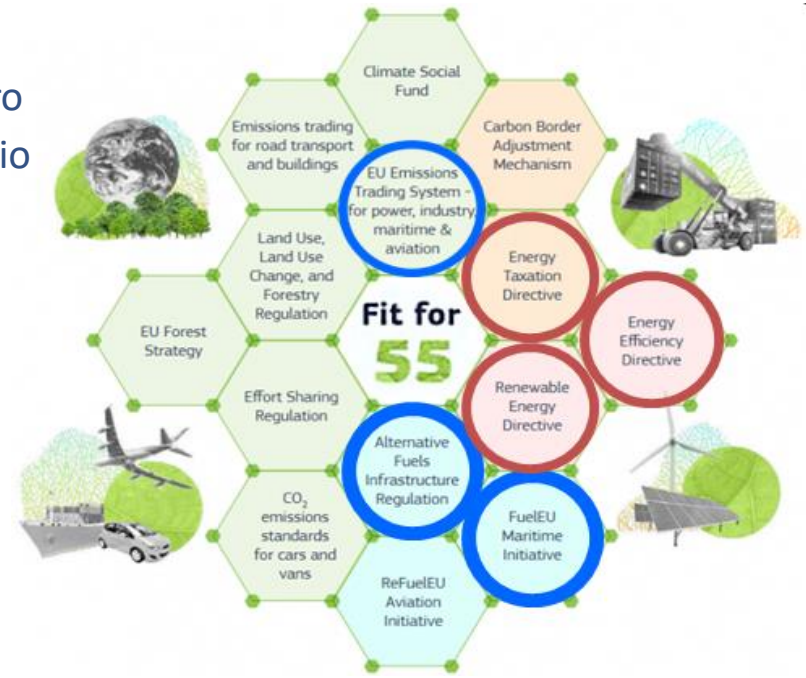 ro
io
Climate Social
Fund
Emissions trading
for road transport
and buildings
Carbon Border
Adjustment
Mechanism
EU Emissions
Trading System -
for power, industry,
maritime &
aviation
Land Use,
Land Use
Change, and
Forestry
Regulation
Energy
Taxation
Directive
Fit for
55
Energy
Efficiency
Directive
EU Forest
Strategy
Effort Sharing
Regulation
Renewable
Energy
Directive
Alternative
Fuels
Infrastructure
Regulation
CO₂
emissions
standards
for cars and
vans
FuelEU
Maritime
Initiative
ReFuelEU
Aviation
Initiative